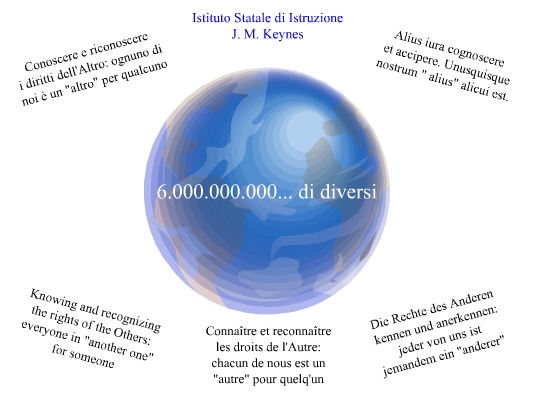 Istituto Statale di Istruzione
J. M. Keynes
Conoscere e riconoscere
i diritti dell'Altro: ognuno di
noi è un "altro" per qualcuno
Alius iura cognoscere
et accipere. Unusquisque
nostrum " alius" alicui est.
6.000.000.000... di diversi
Knowing and recognizing
the rights of the Others:
everyone in "another one"
for someone
Connaître et reconnaître
les droits de l'Autre:
chacun de nous est un
"autre" pour quelq'un
Die Rechte des Anderen
kennen und anerkennen:
jeder von uns ist
jemandem ein "anderer"